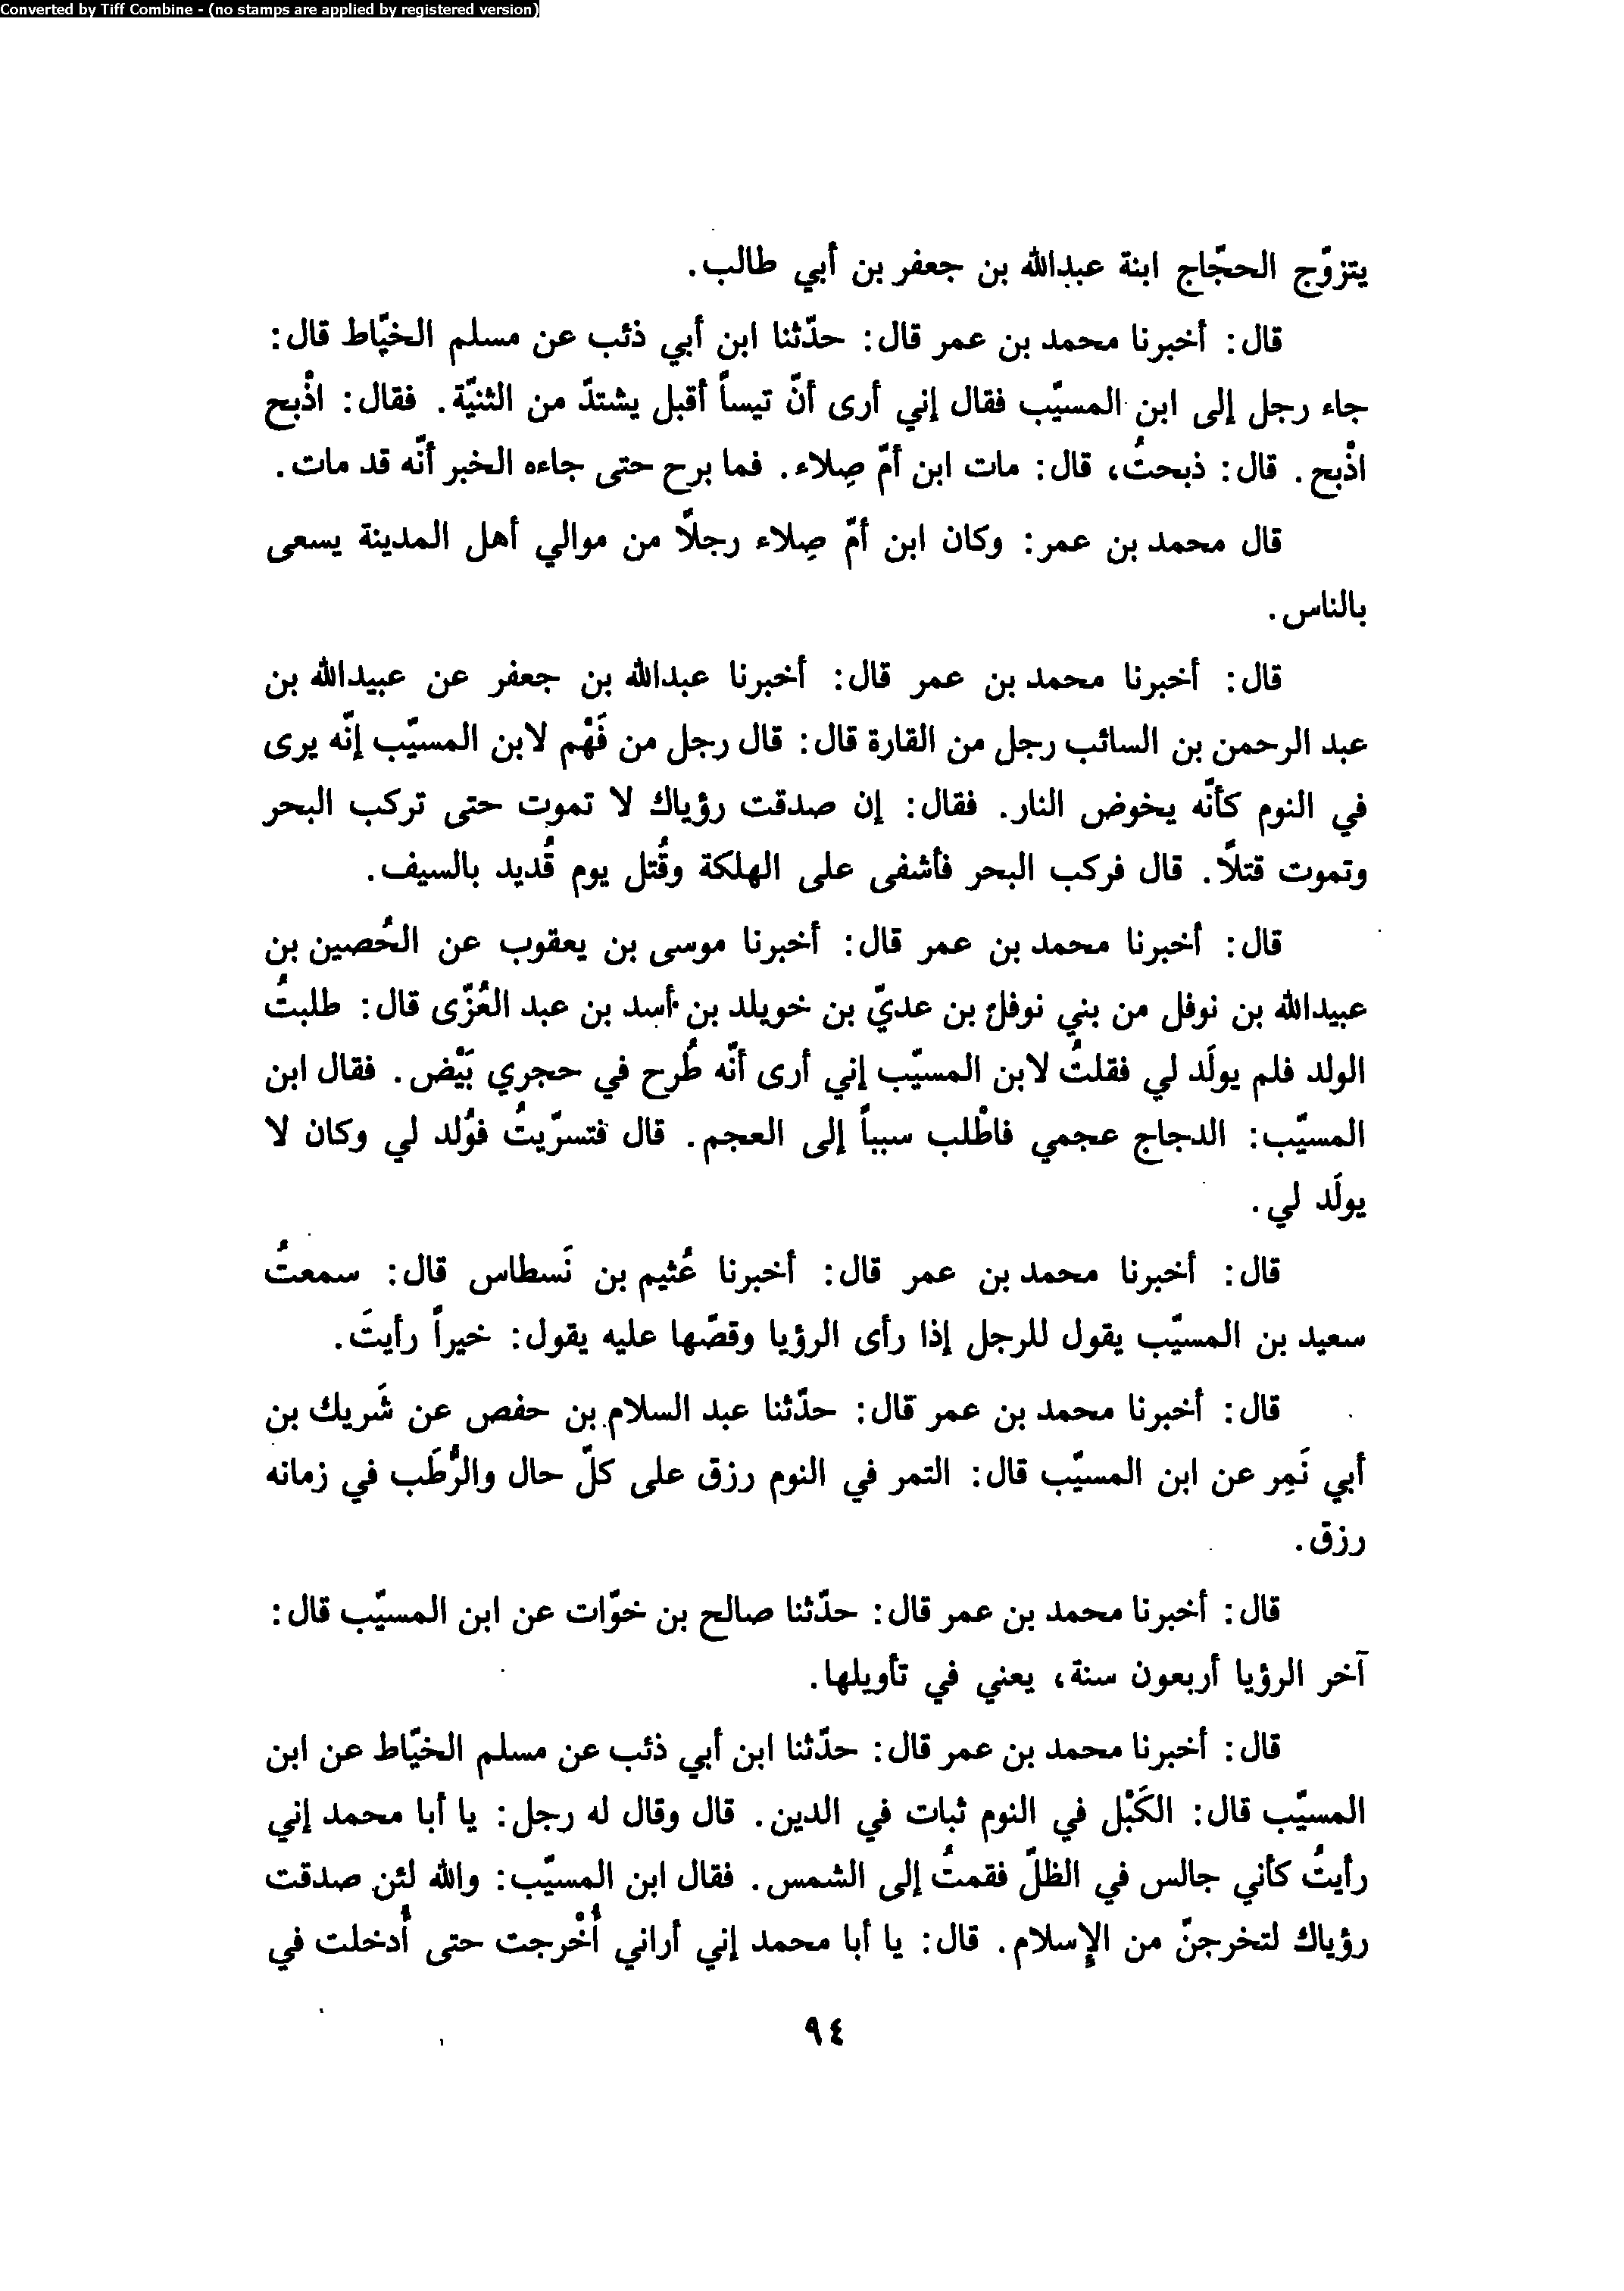 Converted by Tiff Combine - (no stamps are applied by registered version)
يتزوّج الحجّاج ابنة عبدالله بن جعفر بن أبي طالب.
قال: أخبرنا محمد بن عمر قال: حدّثنا ابن أبي ذئب عن مسلم الخيّاط قال:
جاء رجل إلى ابن المسيّب فقال إني أرى أنّ تيساً أقبل يشتدّ من الثنيّة. فقال: اذْبح
اذْبح. قال: ذبحتُ، قال: مات ابن أمّ صِلاء. فما برح حتى جاءه الخبر أنّه قد مات.
قال محمد بن عمر: وكان ابن أمّ صِلاء رجلًا من موالي أهل المدينة يسعى
بالناس.
قال: أخبرنا محمد بن عمر قال: أخبرنا عبدالله بن جعفر عن عبيدالله بن
عبد الرحمن بن السائب رجل من القارة قال: قال رجل من فَهْم لابن المسيّب إنّه يرى
في النوم كأنّه يخوض النار. فقال: إن صدقت رؤياك لا تموت حتى تركب البحر
وتموت قتلًا. قال فركب البحر فأشفى على الهلكة وقُتل يوم قُديد بالسيف.
قال: أخبرنا محمد بن عمر قال: أخبرنا موسى بن يعقوب عن الحُصين بن
عبيدالله بن نوفل من بني نوفل بن عديّ بن خويلد بن أسد بن عبد العُزّى قال: طلبتُ
الولد فلم يولَد لي فقلتُ لابن المسيّب إني أرى أنّه طُرح في حجري بَيْض. فقال ابن
المسيّب: الدجاج عجمي فاطْلب سبباً إلى العجم. قال فتسرّيتُ فوُلد لي وكان لا
يولَد لي.
قال: أخبرنا محمد بن عمر قال: أخبرنا عُثيم بن نَسطاس قال: سمعتُ
سعيد بن المسيّب يقول للرجل إذا رأى الرؤيا وقصّها عليه يقول: خيراً رأيتَ.
قال: أخبرنا محمد بن عمر قال: حدّثنا عبد السلام بن حفص عن شَريك بن
أبي نَمِر عن ابن المسيّب قال: التمر في النوم رزق على كلّ حال والرُّطَب في زمانه
رزق.
قال: أخبرنا محمد بن عمر قال: حدّثنا صالح بن خوّات عن ابن المسيّب قال:
آخر الرؤيا أربعون سنة، يعني في تأويلها.
قال: أخبرنا محمد بن عمر قال: حدّثنا ابن أبي ذئب عن مسلم الخيّاط عن ابن
المسيّب قال: الكَبْل في النوم ثبات في الدين. قال وقال له رجل: يا أبا محمد إني
رأيتُ كأني جالس في الظلّ فقمتُ إلى الشمس. فقال ابن المسيّب: والله لئن صدقت
رؤياك لتخرجنّ من الإسلام. قال: يا أبا محمد إني أراني أُخْرجت حتى أُدخلت في
٩٤